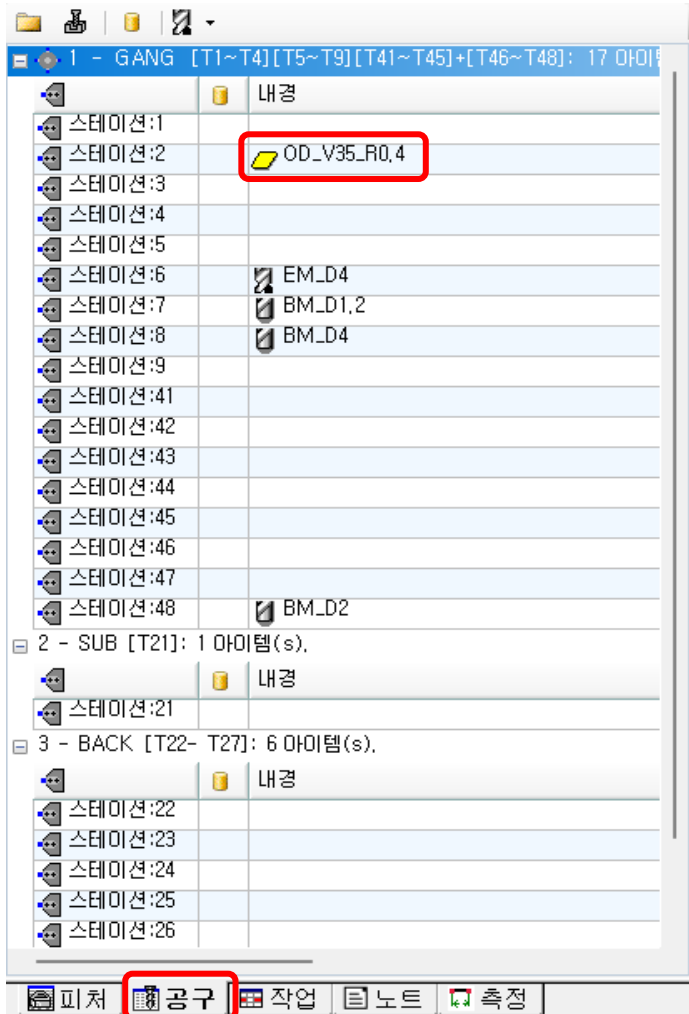 1 - GANG [T1~T4][T5~T9][T41~T45]+[T46~T48]: 17 아이템
내경
스테이션:1
스테이션:2 OD_V35_R0,4
스테이션:3
스테이션:4
스테이션:5
스테이션:6 EM_D4
스테이션:7 BM_D1,2
스테이션:8 BM_D4
스테이션:9
스테이션:41
스테이션:42
스테이션:43
스테이션:44
스테이션:45
스테이션:46
스테이션:47
스테이션:48 BM_D2
2 - SUB [T21]: 1 아이템(s),
내경
스테이션:21
3 - BACK [T22- T27]: 6 아이템(s),
내경
스테이션:22
스테이션:23
스테이션:24
스테이션:25
스테이션:26
피처 공구 작업 노트 측정